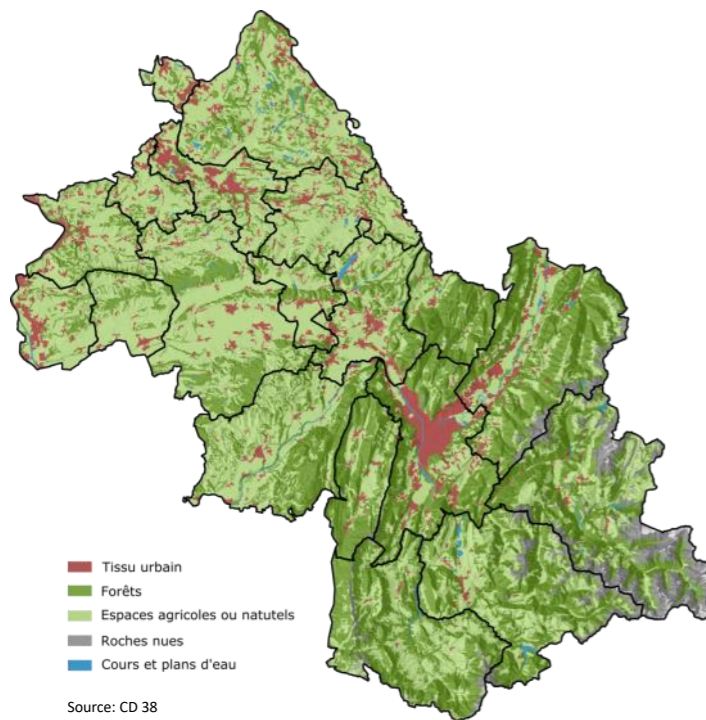 Tissu urbain
Forêts
Espaces agricoles ou natutels
Roches nues
Cours et plans d'eau
Source: CD 38